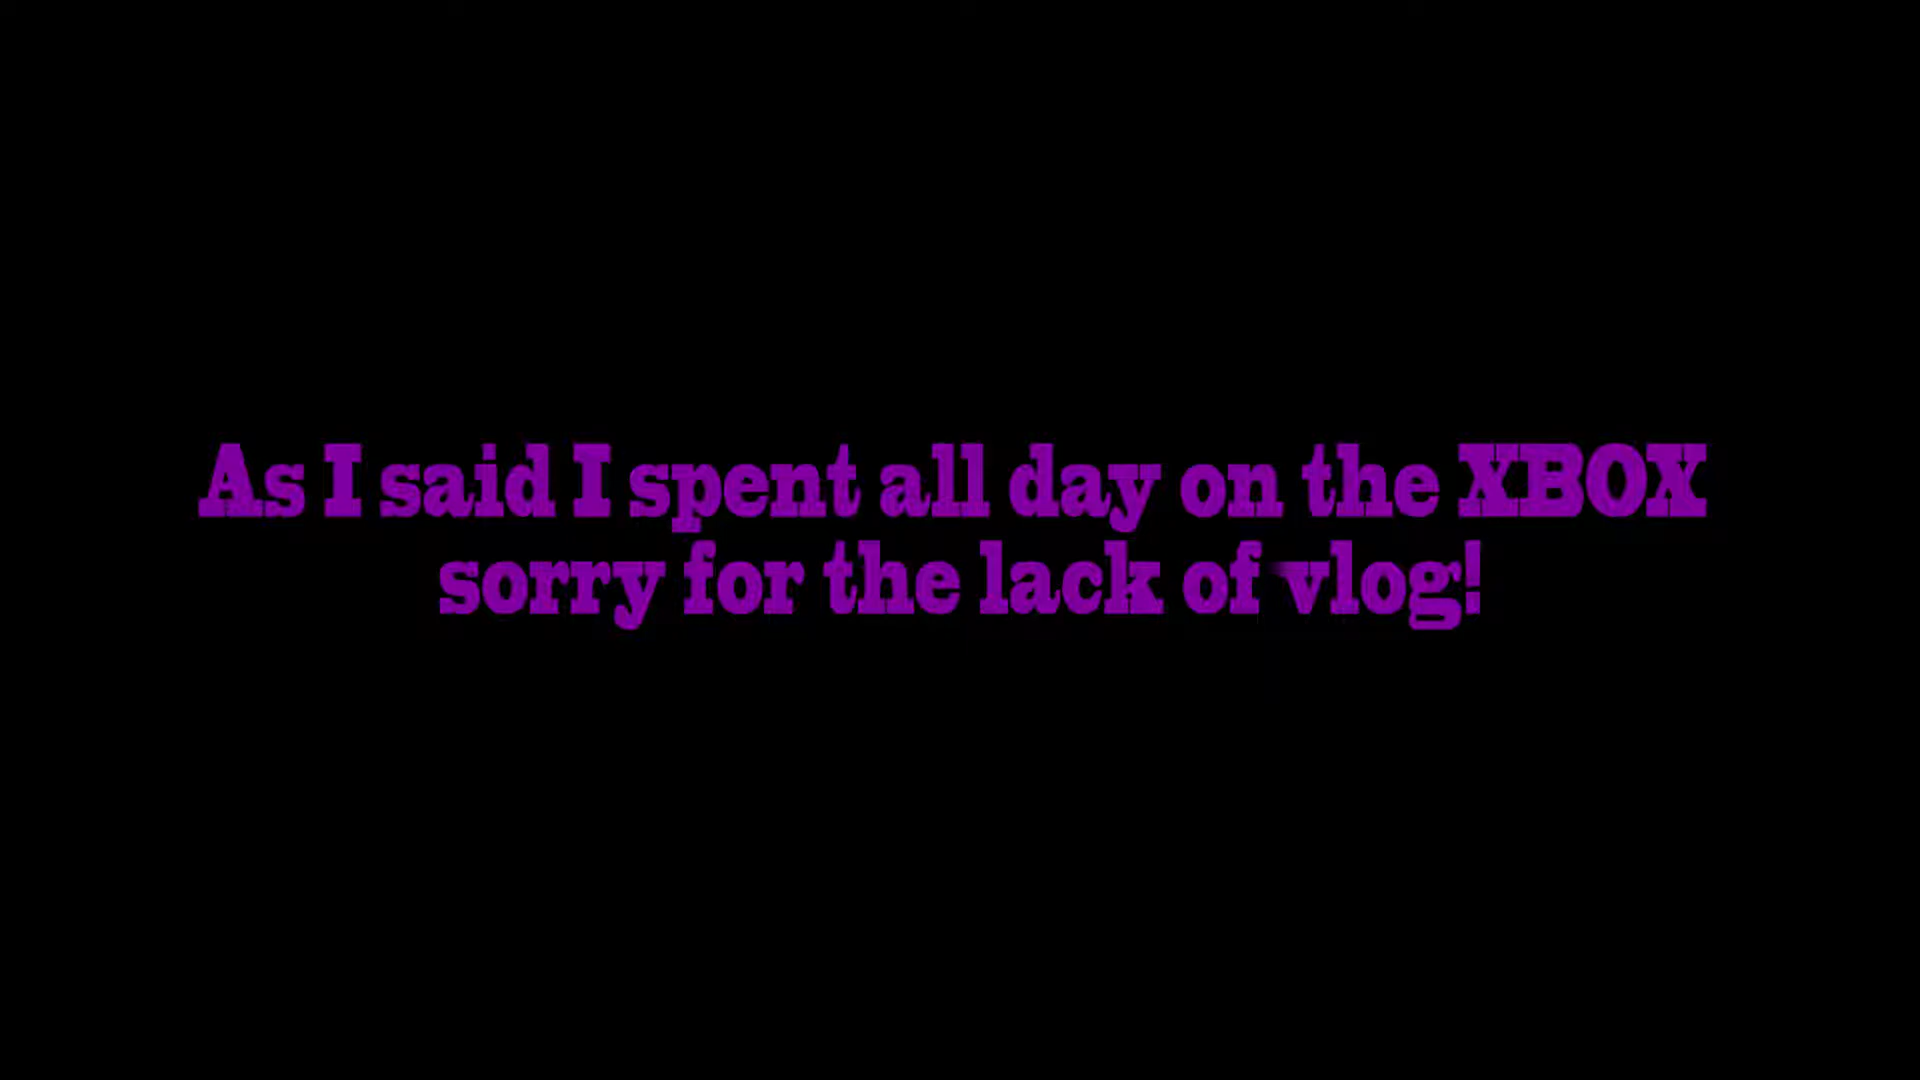 As I said I spent all day on the XBOX
sorry for the lack of vlog!